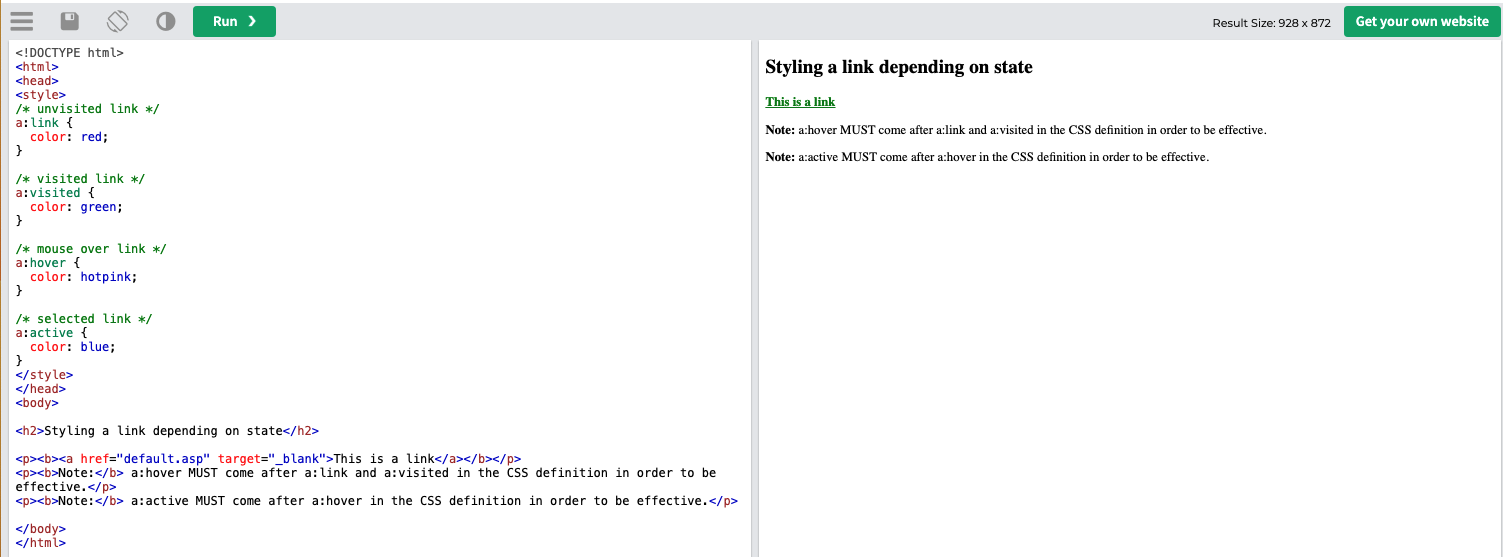 Run ❯
Result Size: 928 x 872
Get your own website
<!DOCTYPE html>
<html>
<head>
<style>
/* unvisited link */
a:link {
  color: red;
}

/* visited link */
a:visited {
  color: green;
}

/* mouse over link */
a:hover {
  color: hotpink;
}

/* selected link */
a:active {
  color: blue;
}
</style>
</head>
<body>

<h2>Styling a link depending on state</h2>

<p><b><a href="default.asp" target="_blank">This is a link</a></b></p>
<p><b>Note:</b> a:hover MUST come after a:link and a:visited in the CSS definition in order to be
effective.</p>
<p><b>Note:</b> a:active MUST come after a:hover in the CSS definition in order to be effective.</p>

</body>
</html>
Styling a link depending on state
This is a link
Note: a:hover MUST come after a:link and a:visited in the CSS definition in order to be effective.
Note: a:active MUST come after a:hover in the CSS definition in order to be effective.